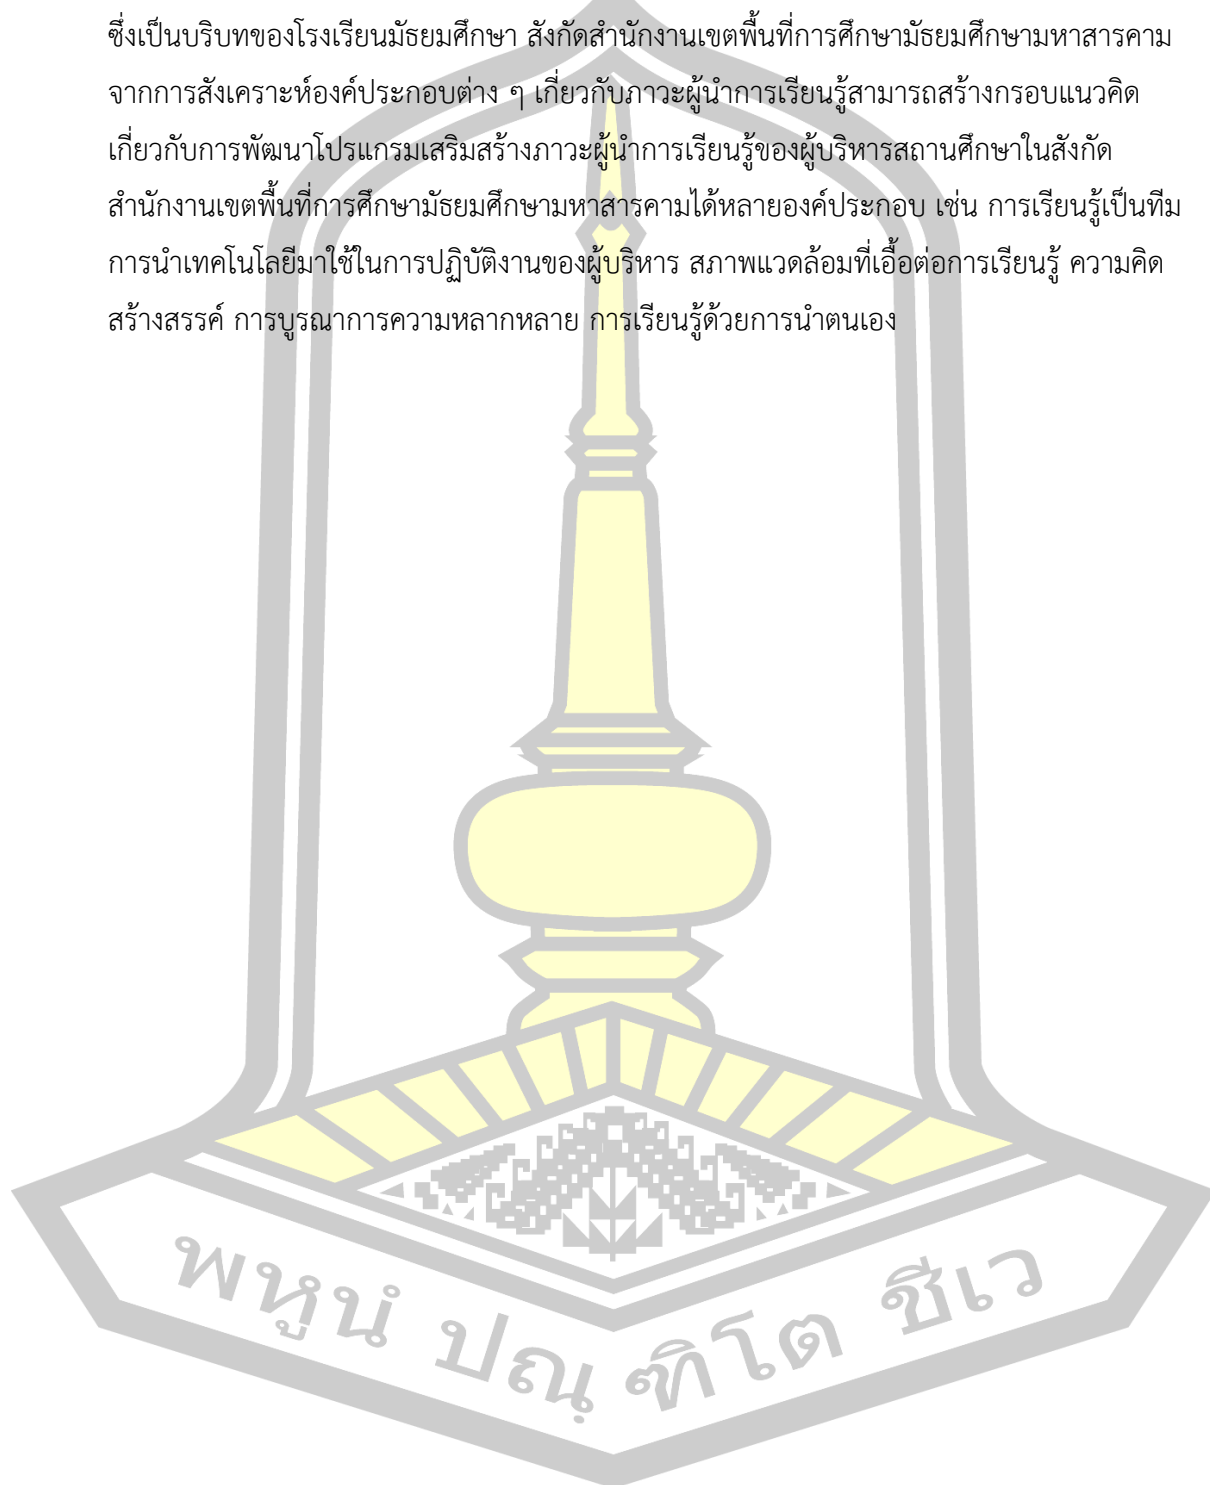 ซึ่งเป็นบริบทของโรงเรียนมัธยมศึกษา สังกัดสำนักงานเขตพื้นที่การศึกษามัธยมศึกษามหาสารคาม
จากการสังเคราะห์องค์ประกอบต่าง ๆ เกี่ยวกับภาวะผู้นำการเรียนรู้สามารถสร้างกรอบแนวคิด
เกี่ยวกับการพัฒนาโปรแกรมเสริมสร้างภาวะผู้นำการเรียนรู้ของผู้บริหารสถานศึกษาในสังกัด
สำนักงานเขตพื้นที่การศึกษามัธยมศึกษามหาสารคามได้หลายองค์ประกอบ เช่น การเรียนรู้เป็นทีม
การนำเทคโนโลยีมาใช้ในการปฏิบัติงานของผู้บริหาร สภาพแวดล้อมที่เอื้อต่อการเรียนรู้ ความคิด
สร้างสรรค์ การบูรณาการความหลากหลาย การเรียนรู้ด้วยการนำตนเอง
พหูนํ ปณฺ ฑิโต ชีเว